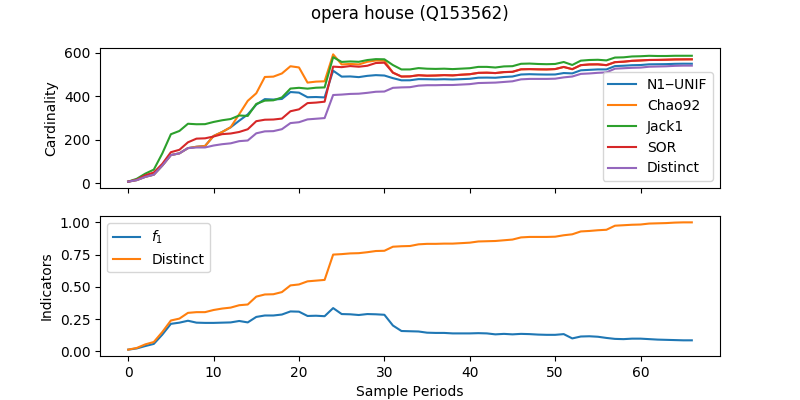 opera house (Q153562)
600
400
200
0
Cardinality
N1−UNIF
Chao92
Jack1
SOR
Distinct
1.00
0.75
0.50
0.25
0.00
Indicators
f1
Distinct
0 10 20 30 40 50 60
Sample Periods